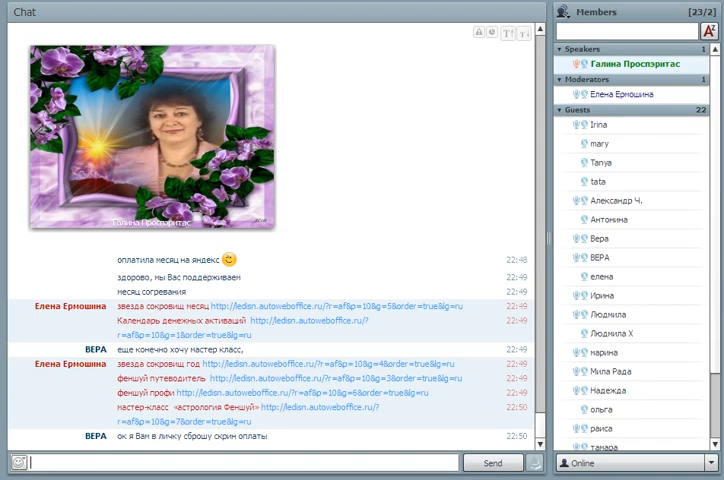 Chat
Галина Проспэритас
оплатила месяц на яндекс
22:48
здорово, мы Вас поддерживаем
22:49
месяц согревания
22:49
Елена Ермошина звезда сокровищ месяц http://ledisn.autoweboffice.ru/?r=af&p=10&g=5&order=true&lg=ru 22:49
Календарь денежных активаций http://ledisn.autoweboffice.ru/? 22:49
r=af&p=10&g=1&order=true&lg=ru
ВЕРА еще конечно хочу мастер класс, 22:49
Елена Ермошина звезда сокровищ год http://ledisn.autoweboffice.ru/?r=af&p=10&g=4&order=true&lg=ru 22:49
феншуй путеводитель http://ledisn.autoweboffice.ru/?r=af&p=10&g=3&order=true&lg=ru 22:49
феншуй профи http://ledisn.autoweboffice.ru/?r=af&p=10&g=6&order=true&lg=ru 22:49
мастер-класс «астрология Феншуй» http://ledisn.autoweboffice.ru/? 22:50
r=af&p=10&g=7&order=true&lg=ru
ВЕРА ок я Вам в личку сброшу скрин оплаты 22:50
Send
Members [23/2]
Speakers 1
Галина Проспэритас
Moderators 1
Елена Ермошина
Guests 22
Irina
mary
Tanya
tata
Александр Ч.
Антонина
Вера
ВЕРА
елена
Ирина
Людмила
Людмила Х
марина
Мила Рада
Надежда
ольга
раиса
тамара
Online